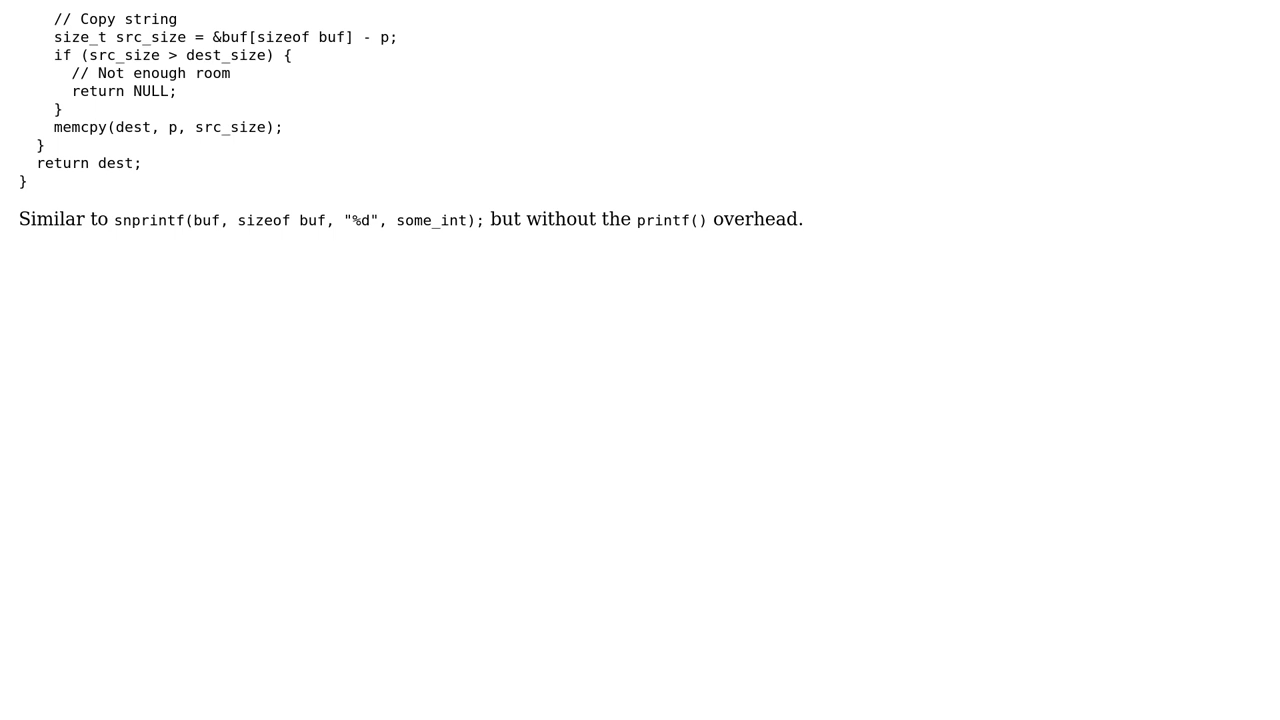 // Copy string
    size_t src_size = &buf[sizeof buf] - p;
    if (src_size > dest_size) {
      // Not enough room
      return NULL;
    }
    memcpy(dest, p, src_size);
  }
  return dest;
}
Similar to snprintf(buf, sizeof buf, "%d", some_int); but without the printf() overhead.